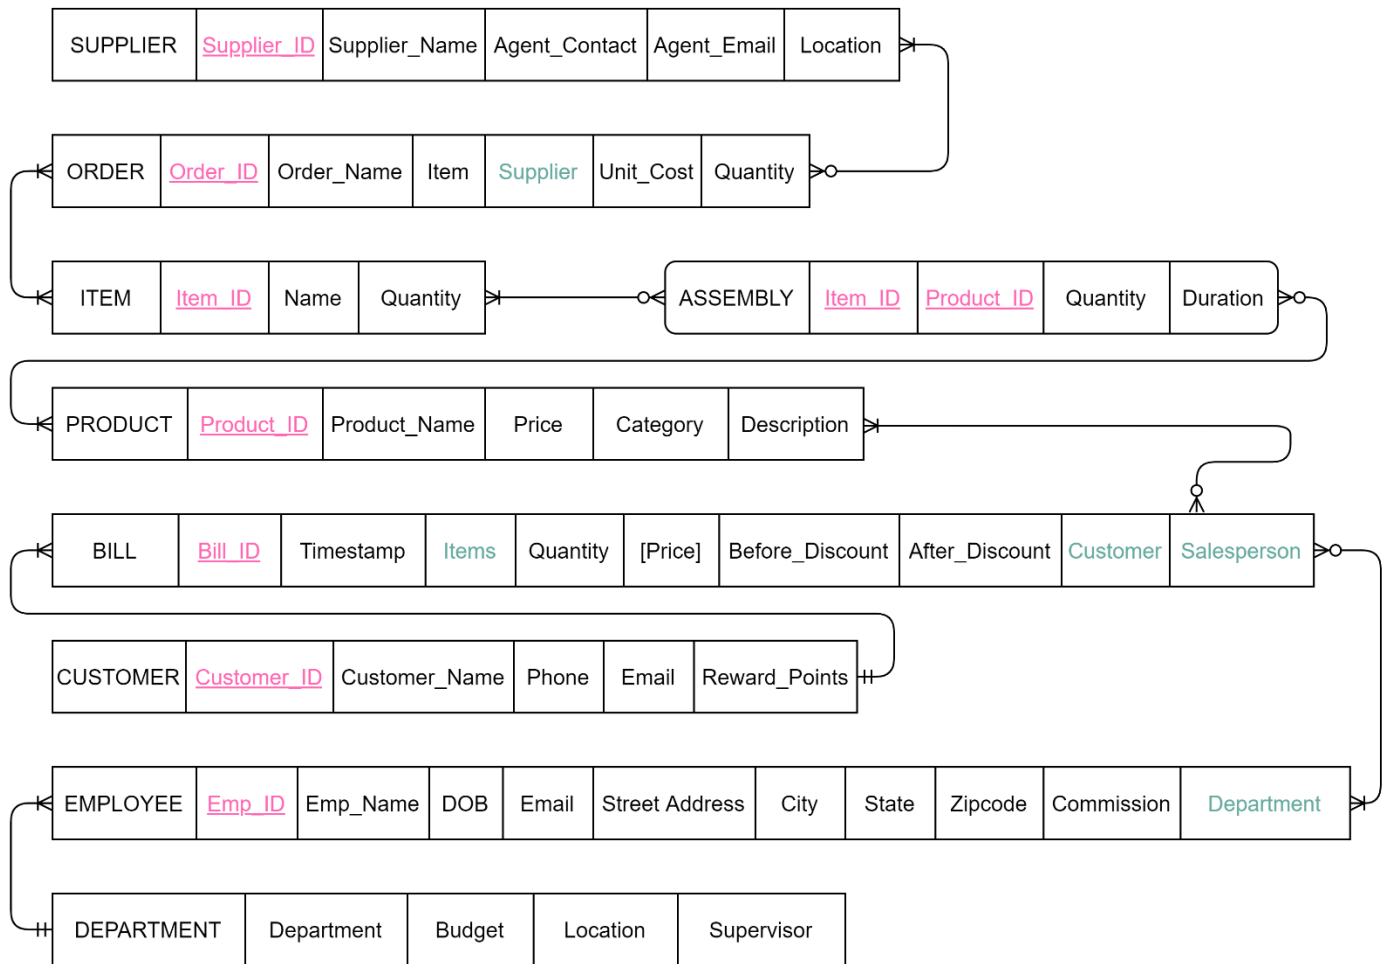 SUPPLIER Supplier_ID Supplier_Name Agent_Contact Agent_Email Location
ORDER Order_ID Order_Name Item Supplier Unit_Cost Quantity
ITEM Item_ID Name Quantity ASSEMBLY Item_ID Product_ID Quantity Duration
PRODUCT Product_ID Product_Name Price Category Description
BILL Bill_ID Timestamp Items Quantity [Price] Before_Discount After_Discount Customer Salesperson
CUSTOMER Customer_ID Customer_Name Phone Email Reward_Points
EMPLOYEE Emp_ID Emp_Name DOB Email Street Address City State Zipcode Commission Department
DEPARTMENT Department Budget Location Supervisor